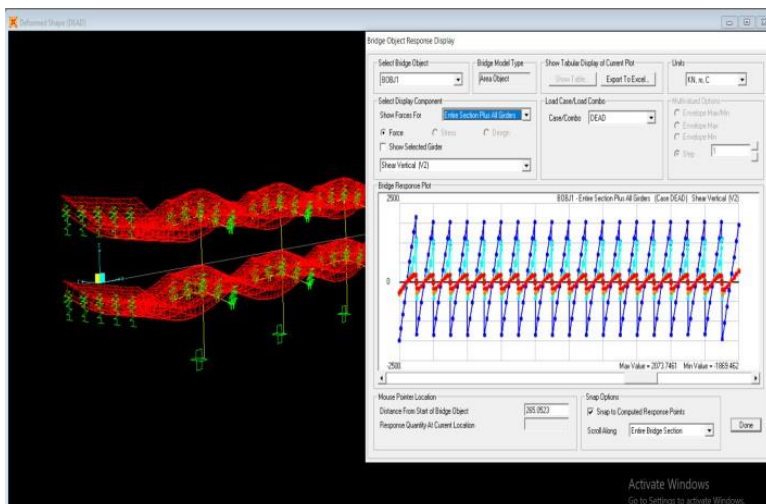 Deformed Shape (DEAD)
Bridge Object Response Display
Select Bridge Object
BOBJ1
Bridge Model Type
Area Object
Show Tabular Display of Current Plot
Show Table...
Export To Excel...
Units
KN, m, C
Select Display Component
Show Forces For
Entire Section Plus All Girders
Force
Stress
Design
Show Selected Girder
Shear Vertical (V2)
Load Case/Load Combo
Case/Combo
DEAD
Multivalued Options
Envelope Max/Min
Envelope Max
Envelope Min
Step
1
Bridge Response Plot
2500.
BOBJ1 - Entire Section Plus All Girders (Case DEAD) Shear Vertical (V2)
0
-2500.
Max Value = 2073.7461 Min Value = -1869.462
Mouse Pointer Location
Distance From Start of Bridge Object
Response Quantity At Current Location
Snap Options
Snap to Computed Response Points
Scroll Along
Entire Bridge Section
Done
Activate Windows
Go to Settings to activate Windows.